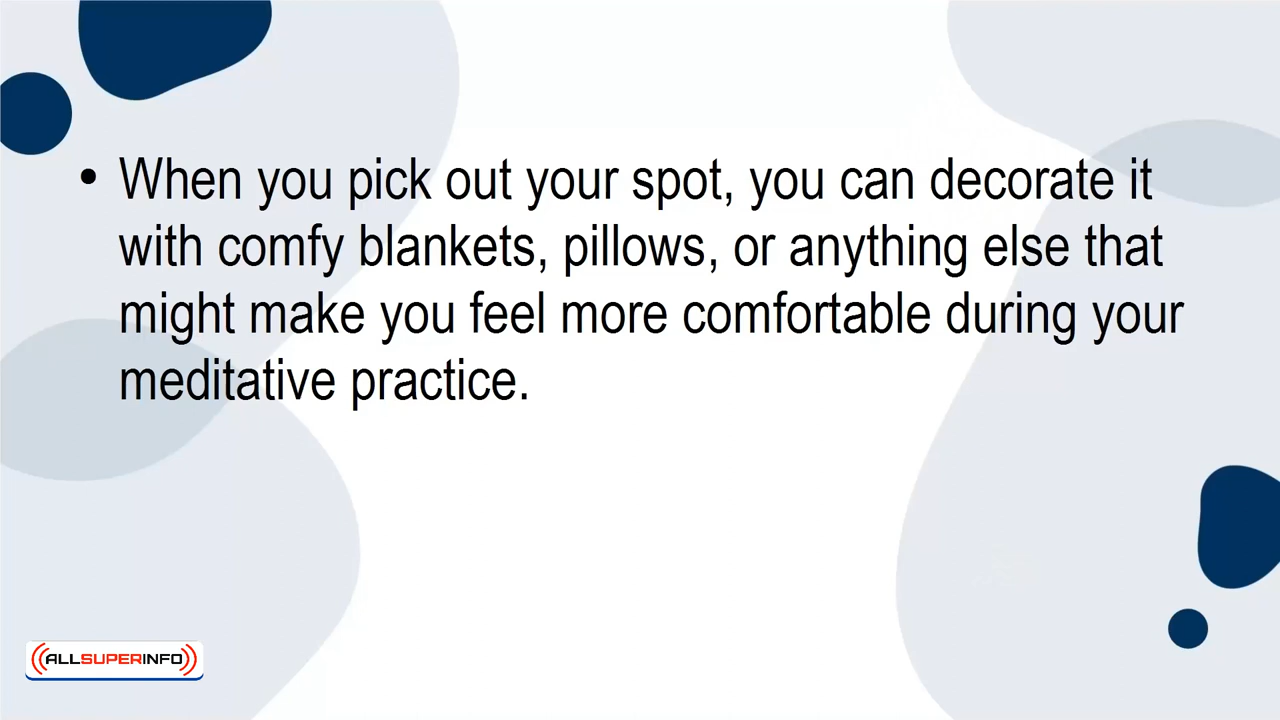 • When you pick out your spot, you can decorate it
with comfy blankets, pillows, or anything else that
might make you feel more comfortable during your
meditative practice.
ALLSUPERINFO